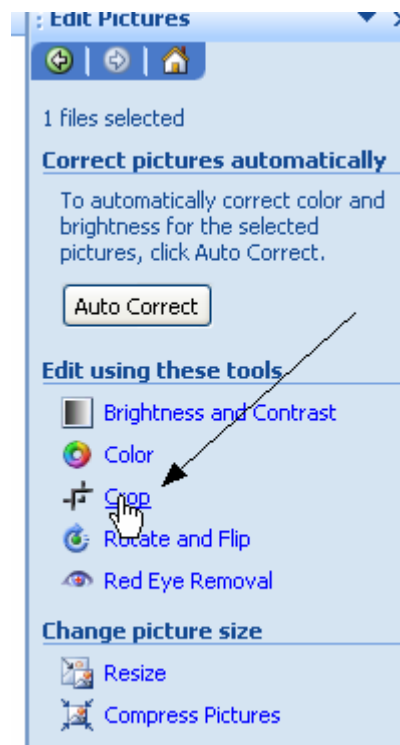 Edit Pictures
1 files selected
Correct pictures automatically
To automatically correct color and
brightness for the selected
pictures, click Auto Correct.
Auto Correct
Edit using these tools
Brightness and Contrast
Color
Crop
Rotate and Flip
Red Eye Removal
Change picture size
Resize
Compress Pictures